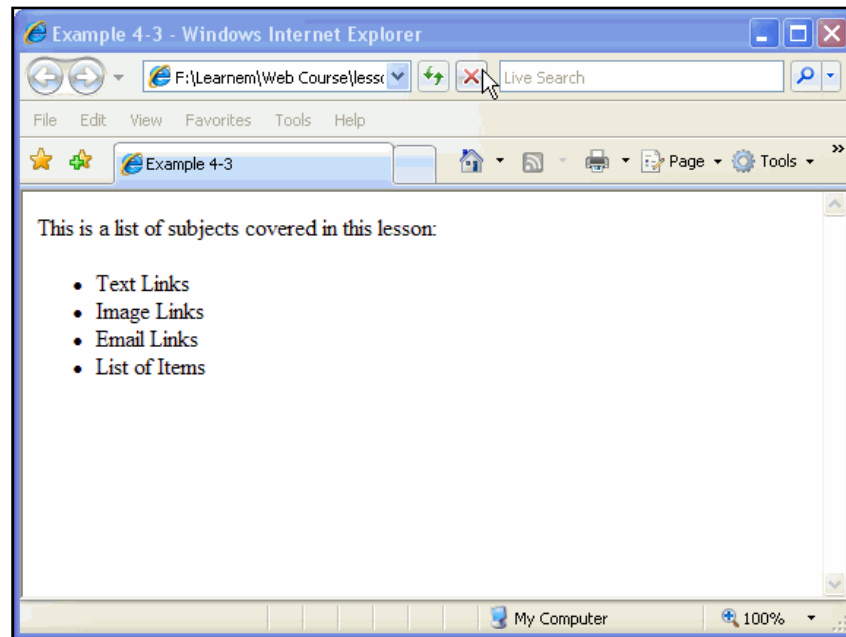 Example 4-3 - Windows Internet Explorer
F:\Learnem\Web Course\less
Live Search
File Edit View Favorites Tools Help
Example 4-3
Page Tools »
This is a list of subjects covered in this lesson:
• Text Links
• Image Links
• Email Links
• List of Items
My Computer 100%